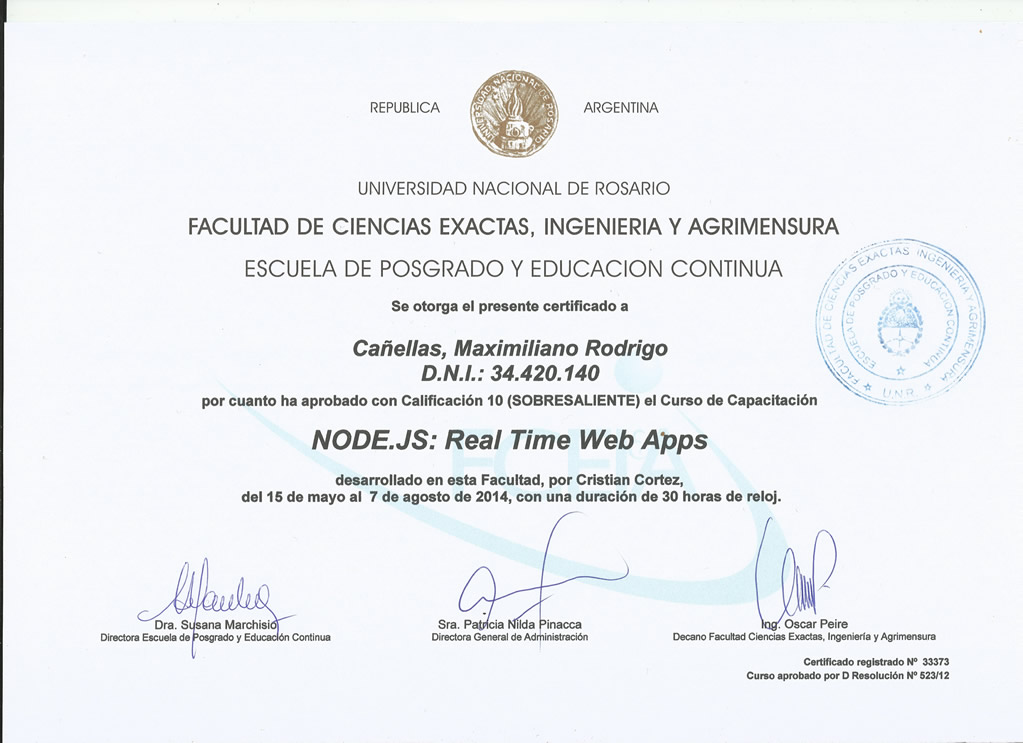 REPUBLICA
ARGENTINA
UNIVERSIDAD NACIONAL DE ROSARIO
UNIVERSIDAD NACIONAL DE ROSARIO
FACULTAD DE CIENCIAS EXACTAS, INGENIERIA Y AGRIMENSURA
ESCUELA DE POSGRADO Y EDUCACION CONTINUA
Se otorga el presente certificado a
Cañellas, Maximiliano Rodrigo
D.N.I.: 34.420.140
por cuanto ha aprobado con Calificación 10 (SOBRESALIENTE) el Curso de Capacitación
NODE.JS: Real Time Web Apps
desarrollado en esta Facultad, por Cristian Cortez,
del 15 de mayo al 7 de agosto de 2014, con una duración de 30 horas de reloj.
FACULTAD DE CIENCIAS EXACTAS INGENIERIA Y AGRIMENSURA
ESCUELA DE POSGRADO Y EDUCACION CONTINUA
U.N.R.
FCEIA
Dra. Susana Marchisio
Directora Escuela de Posgrado y Educación Continua
Sra. Patricia Nilda Pinacca
Directora General de Administración
Ing. Oscar Peire
Decano Facultad Ciencias Exactas, Ingeniería y Agrimensura
Certificado registrado Nº 33373
Curso aprobado por D Resolución Nº 523/12